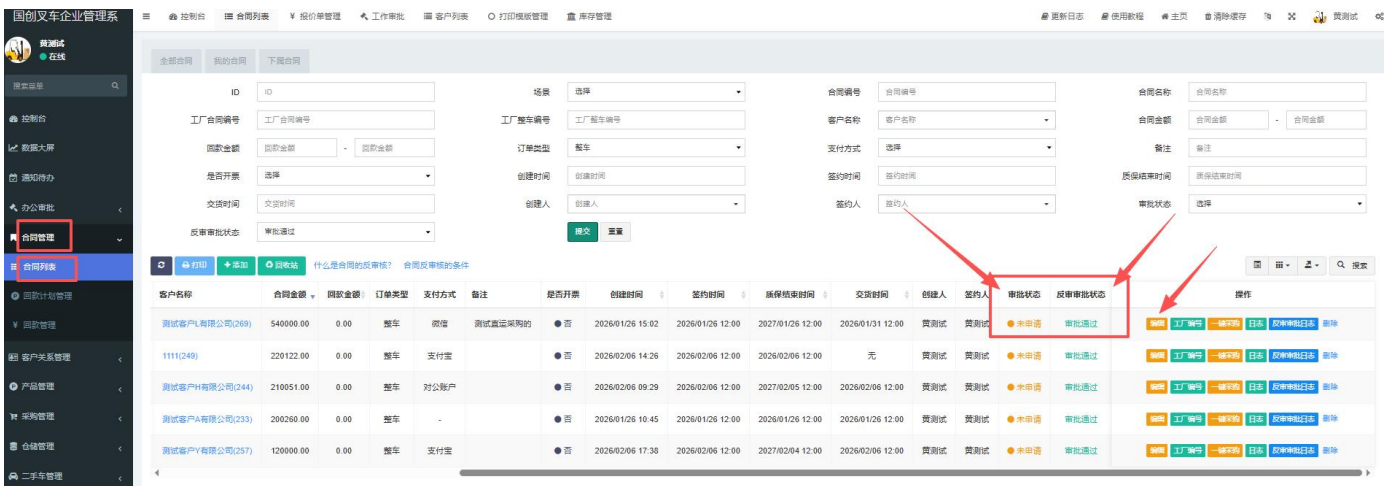 国创叉车企业管理系
控制台 合同列表 ¥ 报价单管理 工作审批 客户列表 打印模板管理 库存管理 更新日志 使用教程 主页 清除缓存 黄测试
黄测试
在线
搜索菜单
控制台
数据大屏
通知待办
办公审批
合同管理
合同列表
回款计划管理
¥ 回款管理
客户关系管理
产品管理
采购管理
仓储管理
二手车管理
全部合同 我的合同 下属合同
ID ID 场景 选择 合同编号 合同编号 合同名称 合同名称
工厂合同编号 工厂合同编号 工厂整车编号 工厂整车编号 客户名称 客户名称 合同金额 合同金额 - 合同金额
回款金额 回款金额 - 回款金额 订单类型 整车 支付方式 选择 备注 备注
是否开票 选择 创建时间 创建时间 签约时间 签约时间 质保结束时间 质保结束时间
交货时间 交货时间 创建人 创建人 签约人 签约人 审批状态 选择
反审审批状态 审批通过 提交 重置
打印 +添加 回收站 什么是合同的反审核? 合同反审核的条件 搜索
客户名称 合同金额 回款金额 订单类型 支付方式 备注 是否开票 创建时间 签约时间 质保结束时间 交货时间 创建人 签约人 审批状态 反审审批状态 操作
测试客户L有限公司(269) 540000.00 0.00 整车 微信 测试直运采购的 否 2026/01/26 15:02 2026/01/26 12:00 2027/01/26 12:00 2026/01/31 12:00 黄测试 黄测试 未申请 审批通过 编辑 工厂编号 一键采购 日志 反审审批日志 删除
1111(249) 220122.00 0.00 整车 支付宝 否 2026/02/06 14:26 2026/02/06 12:00 2026/02/06 12:00 无 黄测试 黄测试 未申请 审批通过 编辑 工厂编号 一键采购 日志 反审审批日志 删除
测试客户H有限公司(244) 210051.00 0.00 整车 对公账户 否 2026/02/06 09:29 2026/02/06 12:00 2027/02/05 12:00 2026/02/06 12:00 黄测试 黄测试 未申请 审批通过 编辑 工厂编号 一键采购 日志 反审审批日志 删除
测试客户A有限公司(233) 200260.00 0.00 整车 - 否 2026/01/26 10:45 2026/01/26 12:00 2027/01/26 12:00 2026/01/26 12:00 黄测试 黄测试 未申请 审批通过 编辑 工厂编号 一键采购 日志 反审审批日志 删除
测试客户Y有限公司(257) 120000.00 0.00 整车 支付宝 否 2026/02/06 17:38 2026/02/06 12:00 2027/02/04 12:00 2026/02/06 12:00 黄测试 黄测试 未申请 审批通过 编辑 工厂编号 一键采购 日志 反审审批日志 删除